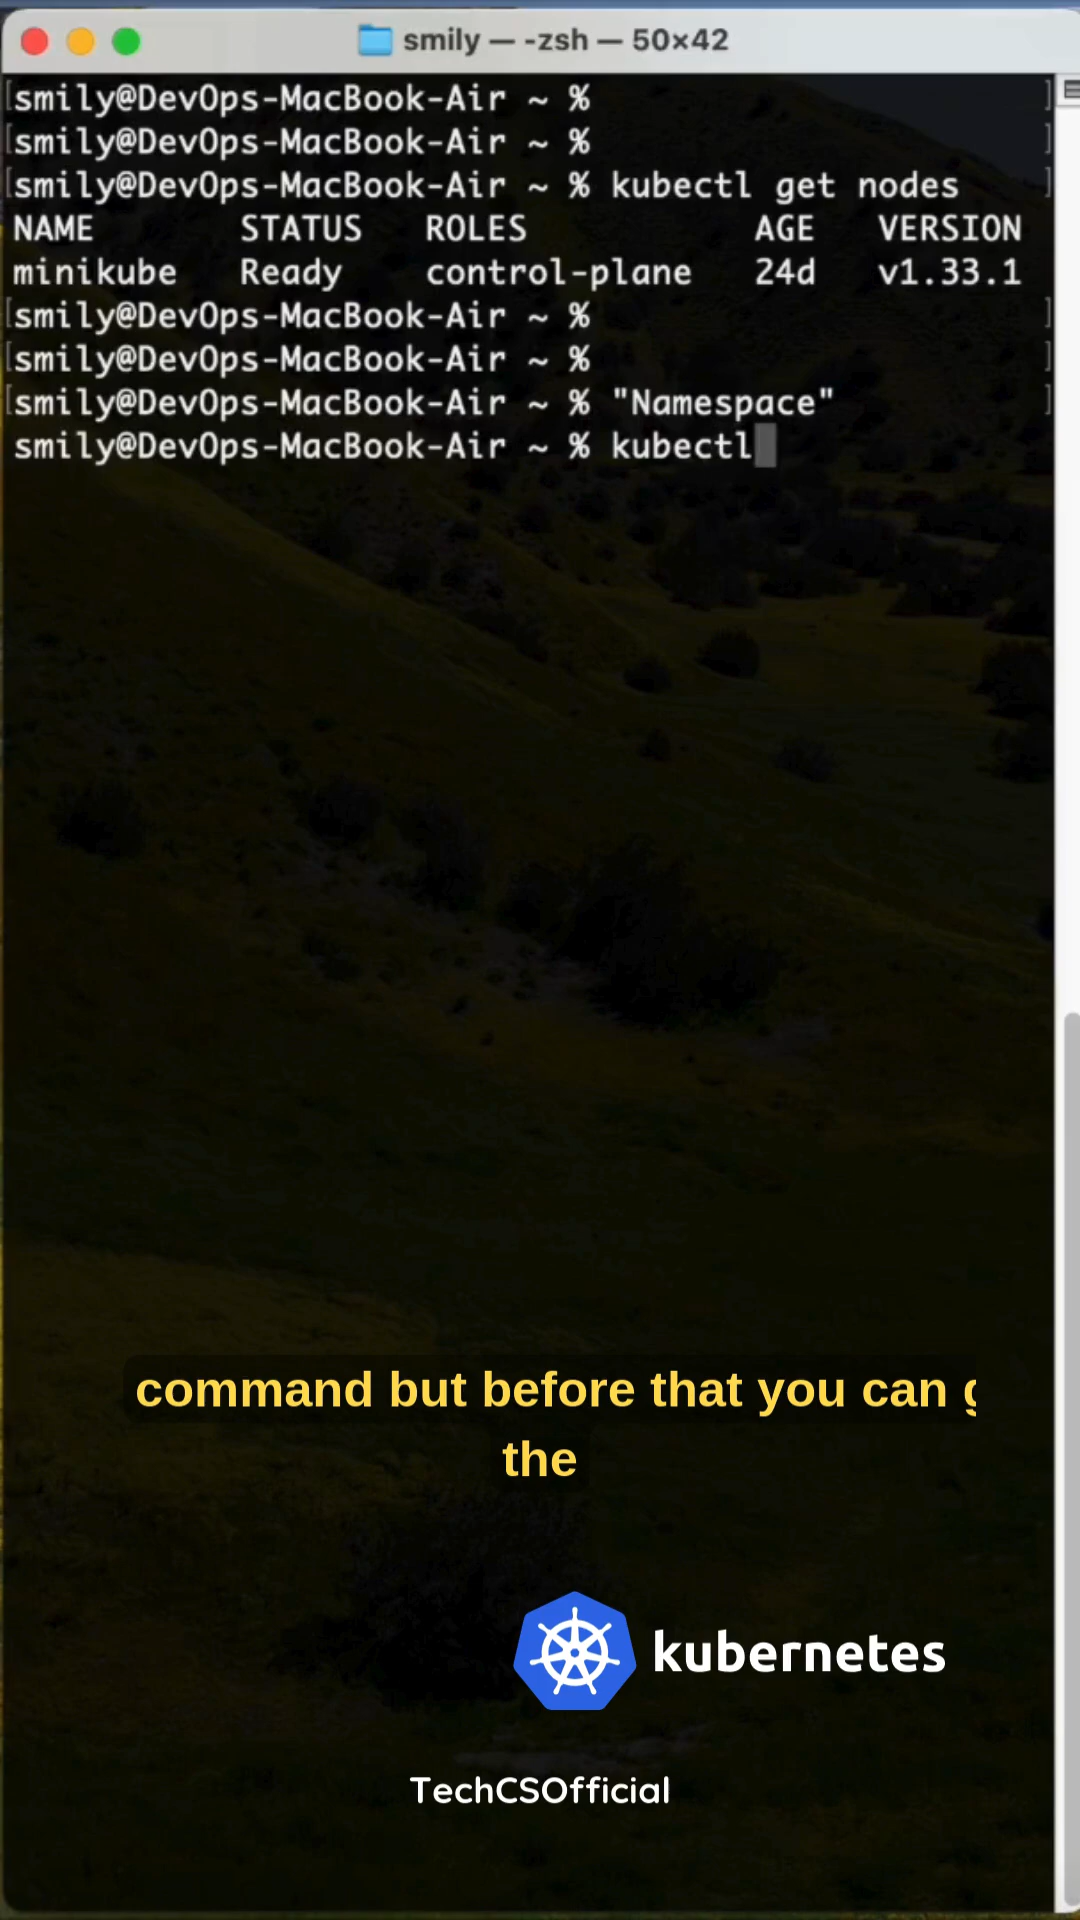 smily — -zsh — 50×42
smily@DevOps-MacBook-Air ~ %
smily@DevOps-MacBook-Air ~ %
smily@DevOps-MacBook-Air ~ % kubectl get nodes
NAME STATUS ROLES AGE VERSION
minikube Ready control-plane 24d v1.33.1
smily@DevOps-MacBook-Air ~ %
smily@DevOps-MacBook-Air ~ %
smily@DevOps-MacBook-Air ~ % "Namespace"
smily@DevOps-MacBook-Air ~ % kubectl
command but before that you can
the
kubernetes
TechCSOfficial